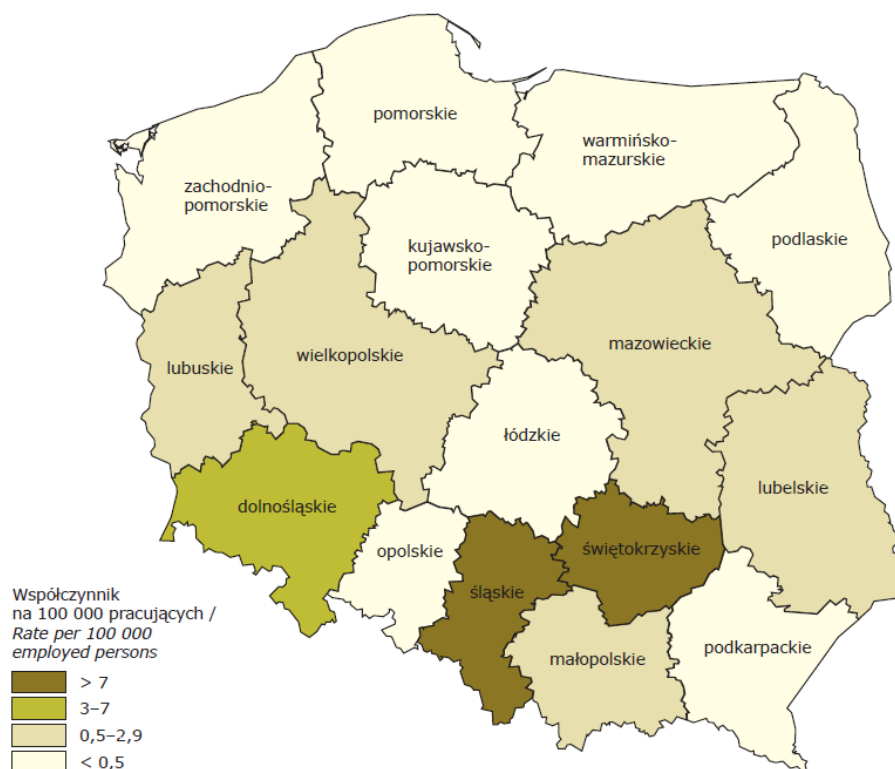 pomorskie
warmińsko-
mazurskie
zachodnio-
pomorskie
podlaskie
kujawsko-
pomorskie
mazowieckie
wielkopolskie
lubuskie
łódzkie
lubelskie
dolnośląskie
opolskie
świętokrzyskie
śląskie
podkarpackie
małopolskie
Współczynnik
na 100 000 pracujących /
Rate per 100 000
employed persons
> 7
3–7
0,5–2,9
< 0,5